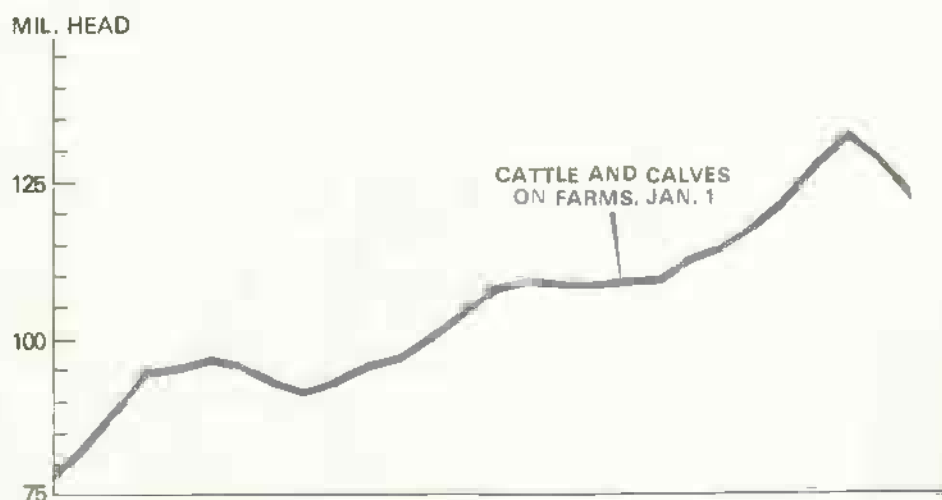 MIL. HEAD
125
CATTLE AND CALVES
ON FARMS, JAN. 1
100
75